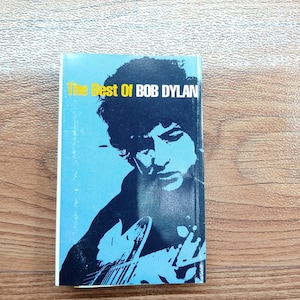 The Best Of BOB DYLAN